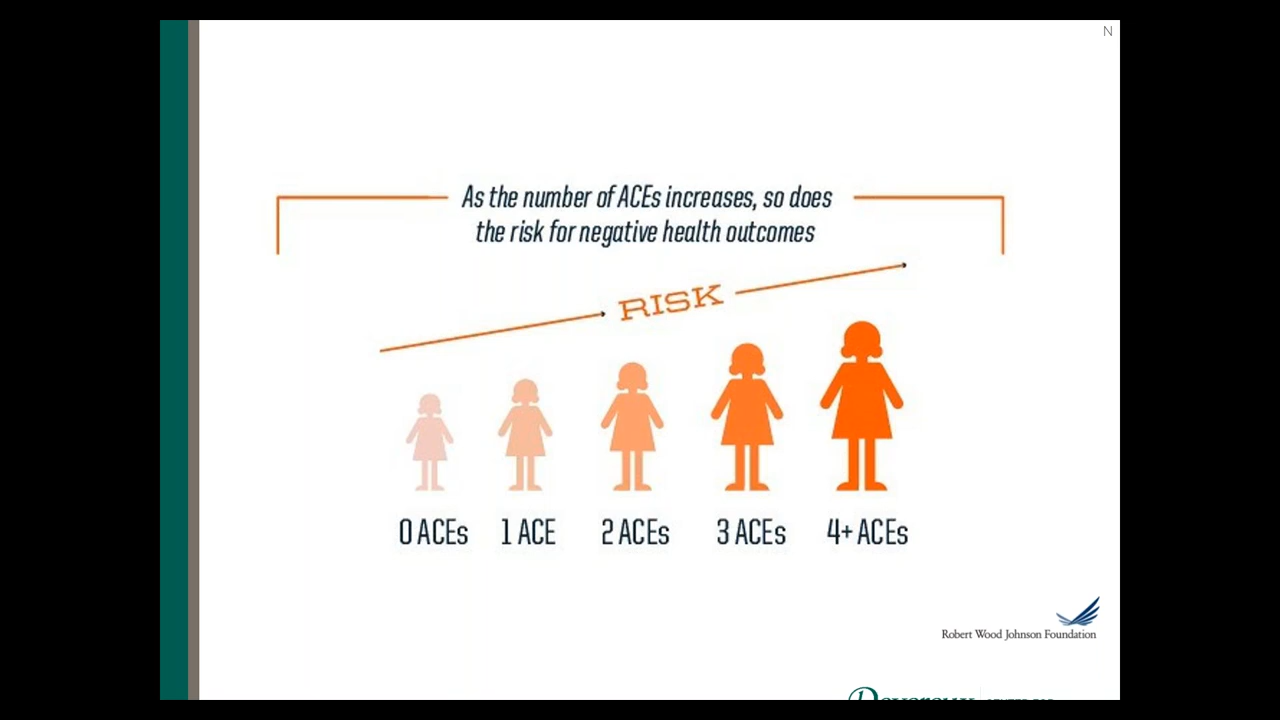 N
As the number of ACEs increases, so does
the risk for negative health outcomes
RISK
0 ACEs 1 ACE 2 ACEs 3 ACEs 4+ ACEs
Robert Wood Johnson Foundation